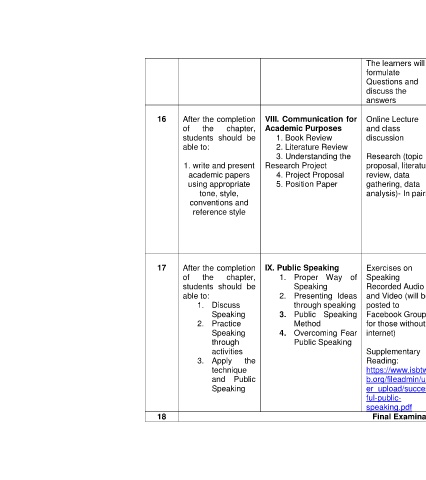 The learners will
formulate
Questions and
discuss the
answers
16
After the completion
of the chapter,
students should be
able to:
1. write and present
academic papers
using appropriate
tone, style,
conventions and
reference style
VIII. Communication for
Academic Purposes
1. Book Review
2. Literature Review
3. Understanding the
Research Project
4. Project Proposal
5. Position Paper
Online Lecture
and class
discussion
Research (topic
proposal, literatu
review, data
gathering, data
analysis)- In pair
17
After the completion
of the chapter,
students should be
able to:
1. Discuss
Speaking
2. Practice
Speaking
through
activities
3. Apply the
technique
and Public
Speaking
IX. Public Speaking
1. Proper Way of
Speaking
2. Presenting Ideas
through speaking
3. Public Speaking
Method
4. Overcoming Fear
Public Speaking
Exercises on
Speaking
Recorded Audio
and Video (will b
posted to
Facebook Group
for those without
internet)
Supplementary
Reading:
https://www.isbtw
b.org/fileadmin/u
er_upload/succe
ful-public-
speaking.pdf
18
Final Examina